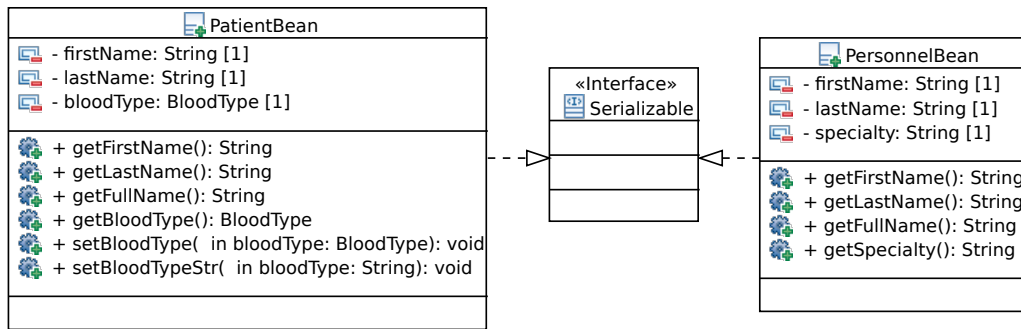 PatientBean
- firstName: String [1]
- lastName: String [1]
- bloodType: BloodType [1]
+ getFirstName(): String
+ getLastName(): String
+ getFullName(): String
+ getBloodType(): BloodType
+ setBloodType( in bloodType: BloodType): void
+ setBloodTypeStr( in bloodType: String): void
«Interface»
Serializable
PersonnelBean
- firstName: String [1]
- lastName: String [1]
- specialty: String [1]
+ getFirstName(): String
+ getLastName(): String
+ getFullName(): String
+ getSpecialty(): String